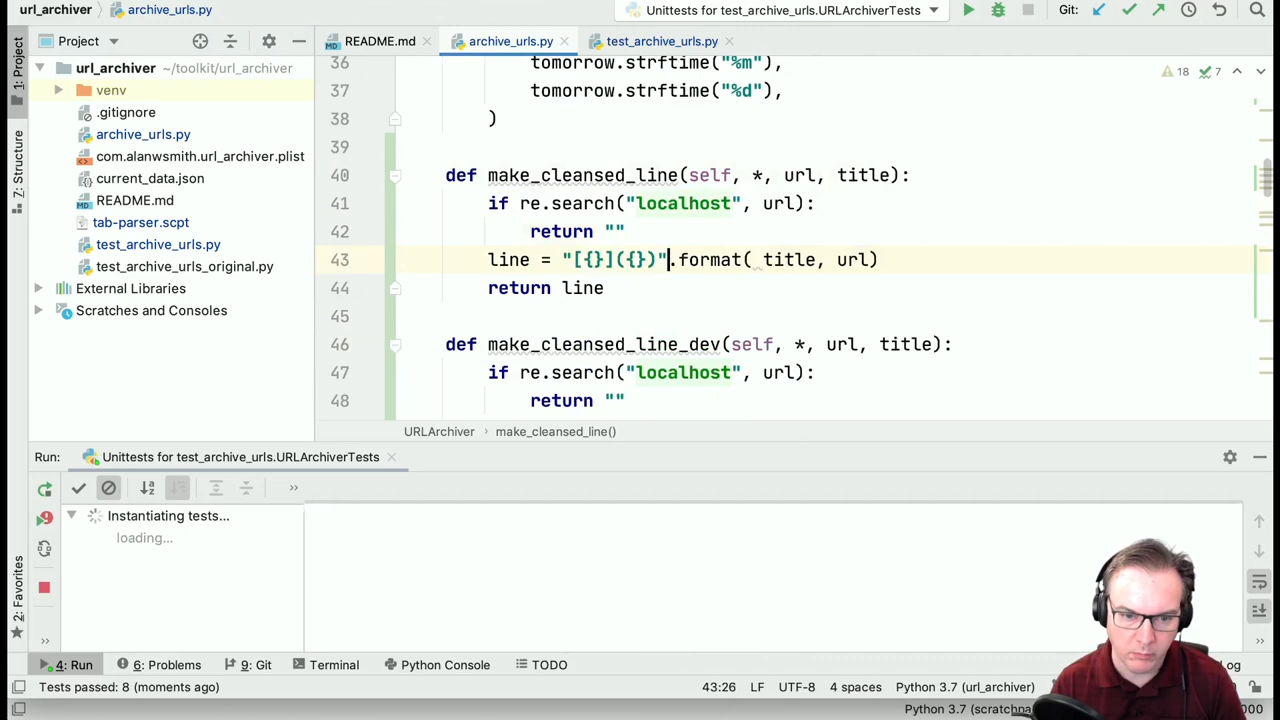 url_archiver archive_urls.py Unittests for test_archive_urls.URLArchiverTests Git:
1: Project
Project
README.md archive_urls.py test_archive_urls.py
url_archiver ~/toolkit/url_archiver
venv
.gitignore
archive_urls.py
com.alanwsmith.url_archiver.plist
current_data.json
README.md
tab-parser.scpt
test_archive_urls.py
test_archive_urls_original.py
External Libraries
Scratches and Consoles
7: Structure
2: Favorites
18 7
36 tomorrow.strftime("%m"),
37 tomorrow.strftime("%d"),
38 )
39
40 def make_cleansed_line(self, *, url, title):
41 if re.search("localhost", url):
42 return ""
43 line = "[{}]({})".format( title, url)
44 return line
45
46 def make_cleansed_line_dev(self, *, url, title):
47 if re.search("localhost", url):
48 return ""
URLArchiver › make_cleansed_line()
Run: Unittests for test_archive_urls.URLArchiverTests
Instantiating tests...
loading...
4: Run 6: Problems 9: Git Terminal Python Console TODO
Tests passed: 8 (moments ago) 43:26 LF UTF-8 4 spaces Python 3.7 (url_archiver)